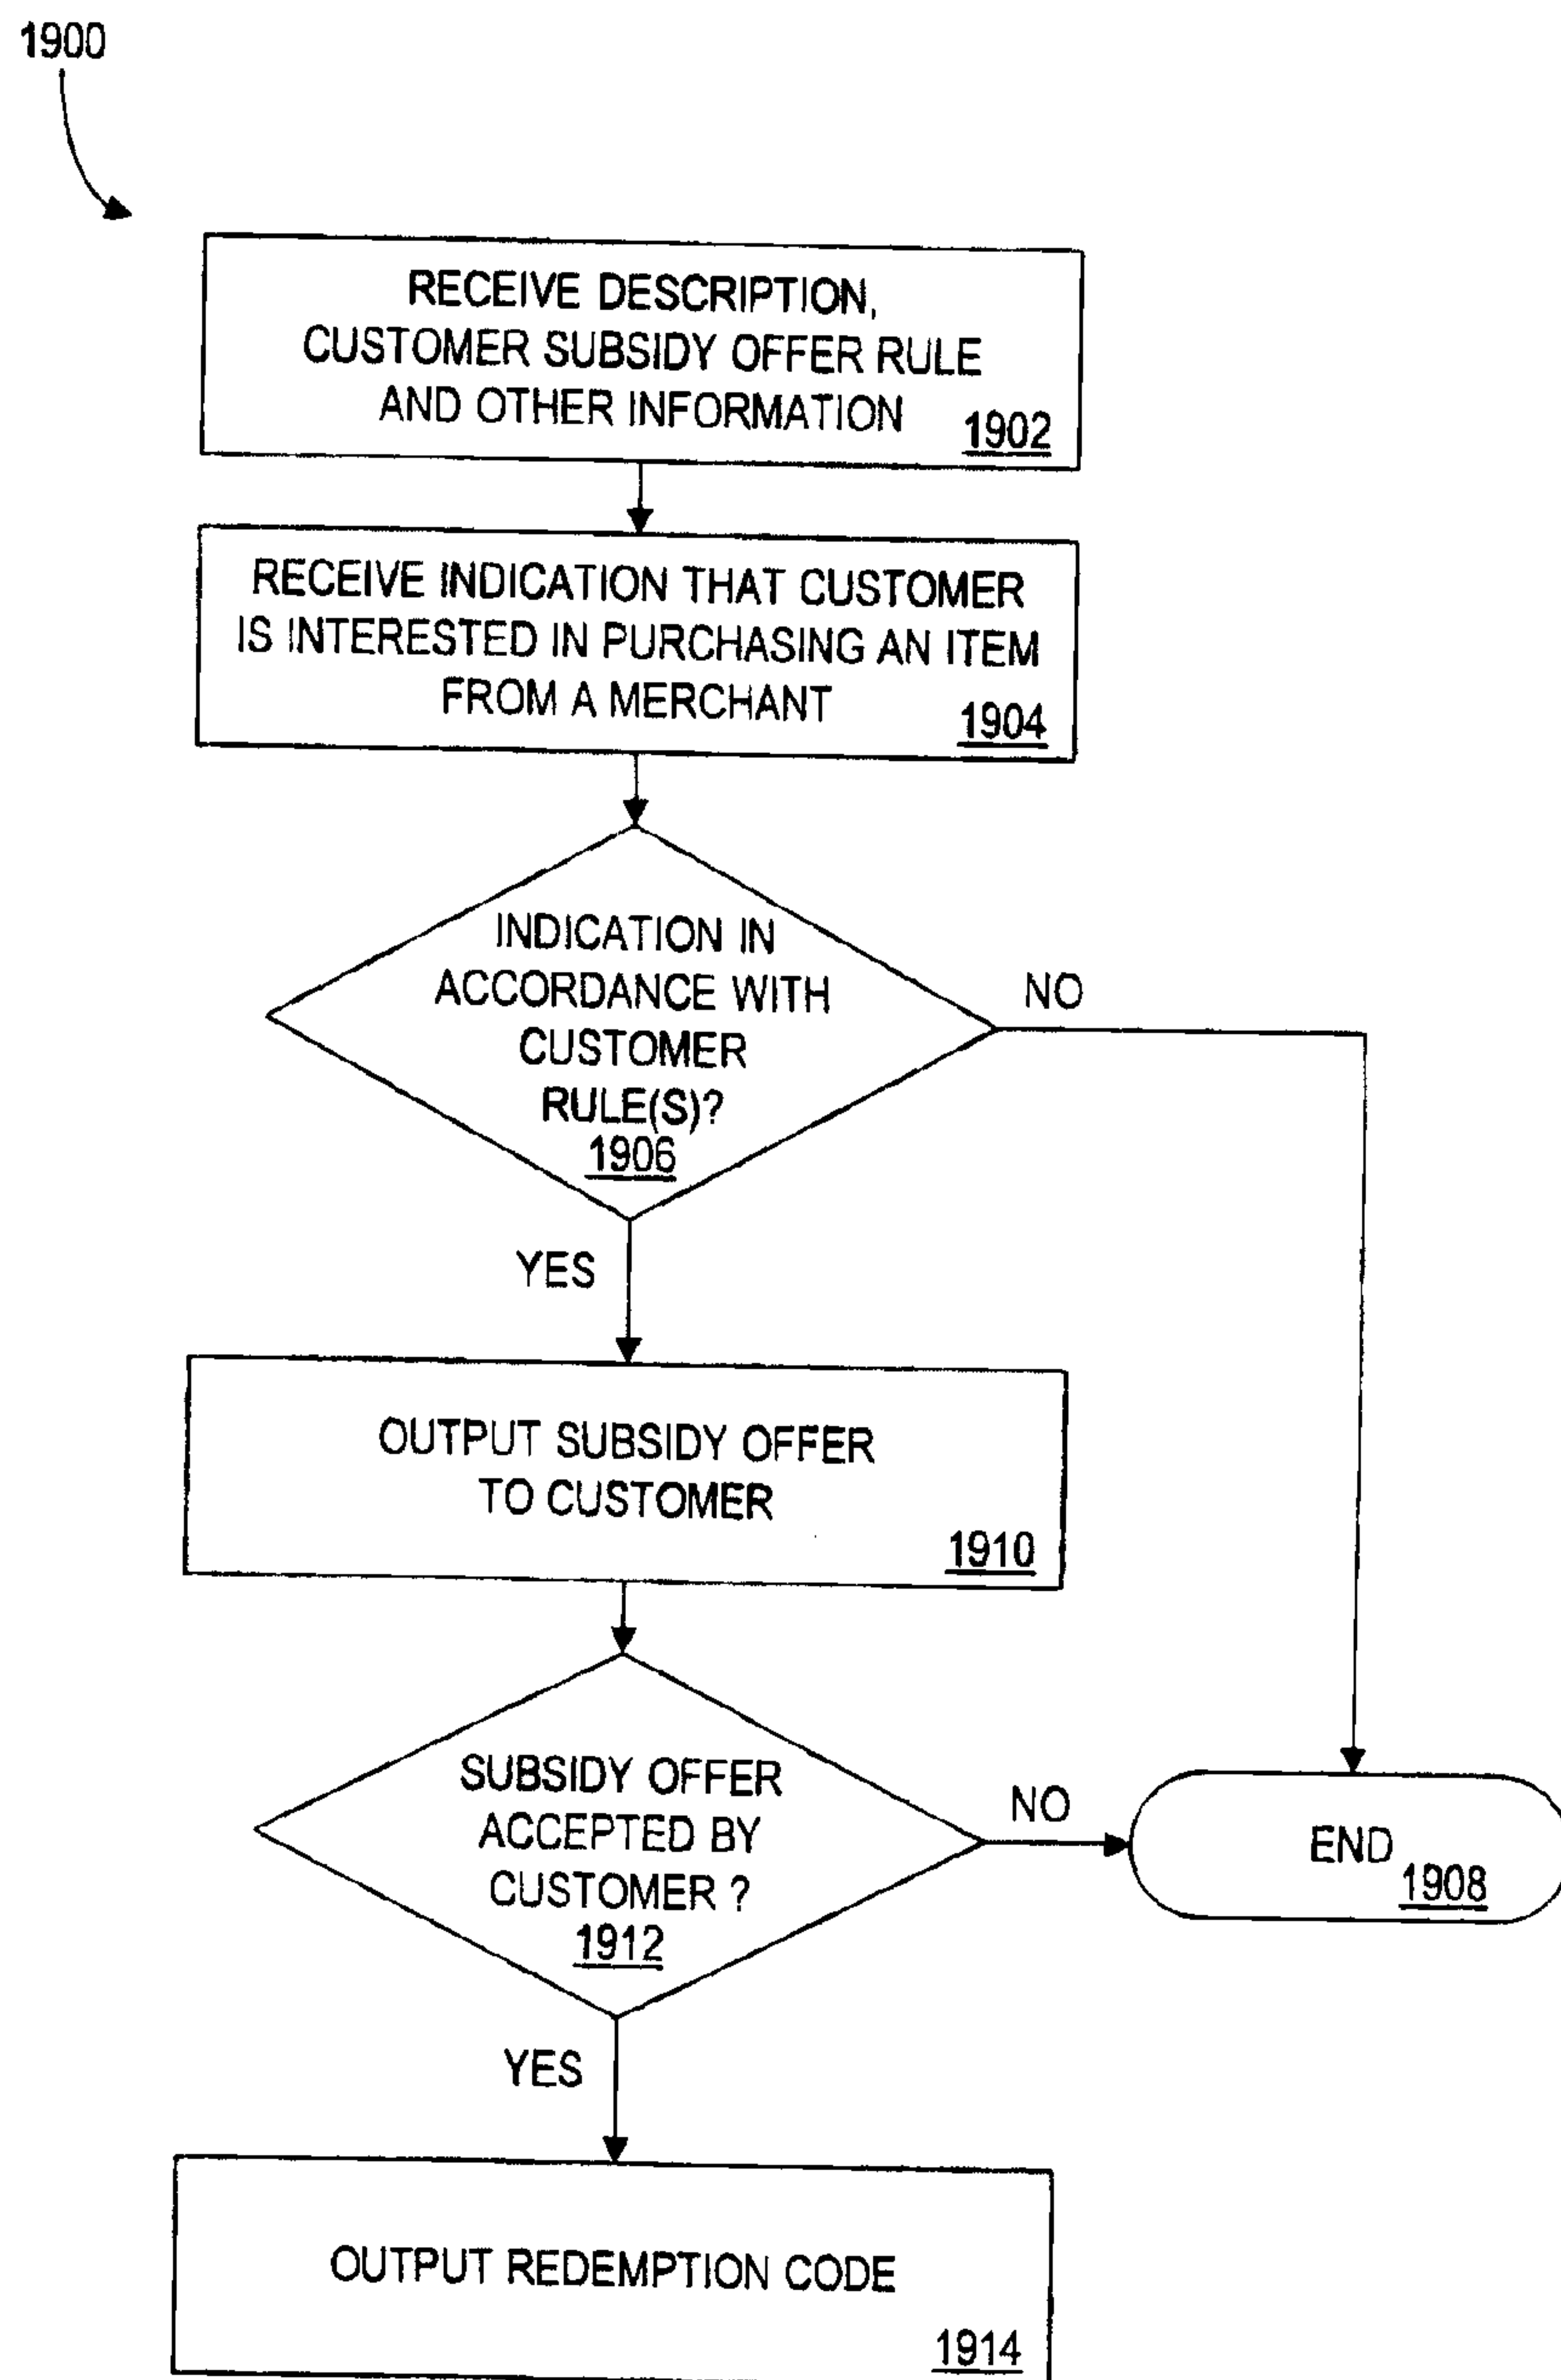 1900
RECEIVE DESCRIPTION,
CUSTOMER SUBSIDY OFFER RULE
AND OTHER INFORMATION
1902
RECEIVE INDICATION THAT CUSTOMER
IS INTERESTED IN PURCHASING AN ITEM
FROM A MERCHANT
1904
INDICATION IN
ACCORDANCE WITH
CUSTOMER
RULE(S)?
1906
NO
YES
OUTPUT SUBSIDY OFFER
TO CUSTOMER
1910
SUBSIDY OFFER
ACCEPTED BY
CUSTOMER ?
1912
NO
END
1908
YES
OUTPUT REDEMPTION CODE
1914